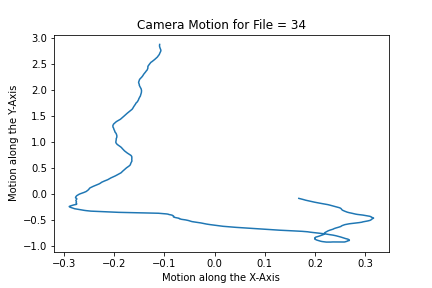 Camera Motion for File = 34
Motion along the Y-Axis
3.0
2.5
2.0
1.5
1.0
0.5
0.0
−0.5
−1.0
−0.3 −0.2 −0.1 0.0 0.1 0.2 0.3
Motion along the X-Axis